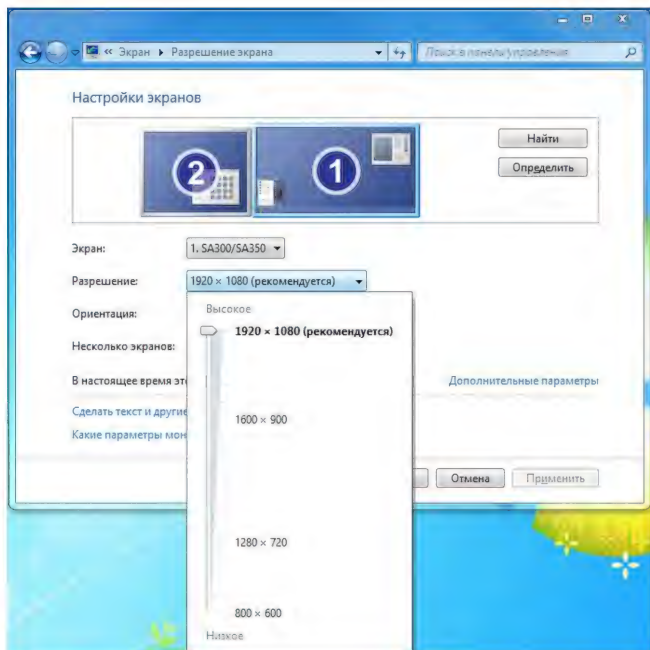 « Экран ▸ Разрешение экрана
Поиск в панели управления
Настройки экранов
2
1
Найти
Определить
Экран:
1. SA300/SA350
Разрешение:
1920 × 1080 (рекомендуется)
Ориентация:
Высокое
1920 × 1080 (рекомендуется)
Несколько экранов:
В настоящее время эт
Дополнительные параметры
Сделать текст и другие
1600 × 900
Какие параметры мон
Отмена
Применить
1280 × 720
800 × 600
Низкое